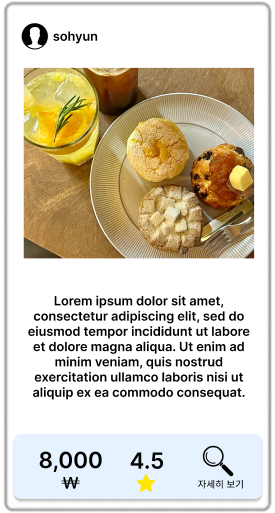 sohyun
Lorem ipsum dolor sit amet,
consectetur adipiscing elit, sed do
eiusmod tempor incididunt ut labore
et dolore magna aliqua. Ut enim ad
minim veniam, quis nostrud
exercitation ullamco laboris nisi ut
aliquip ex ea commodo consequat.
8,000 4.5
₩ 자세히 보기